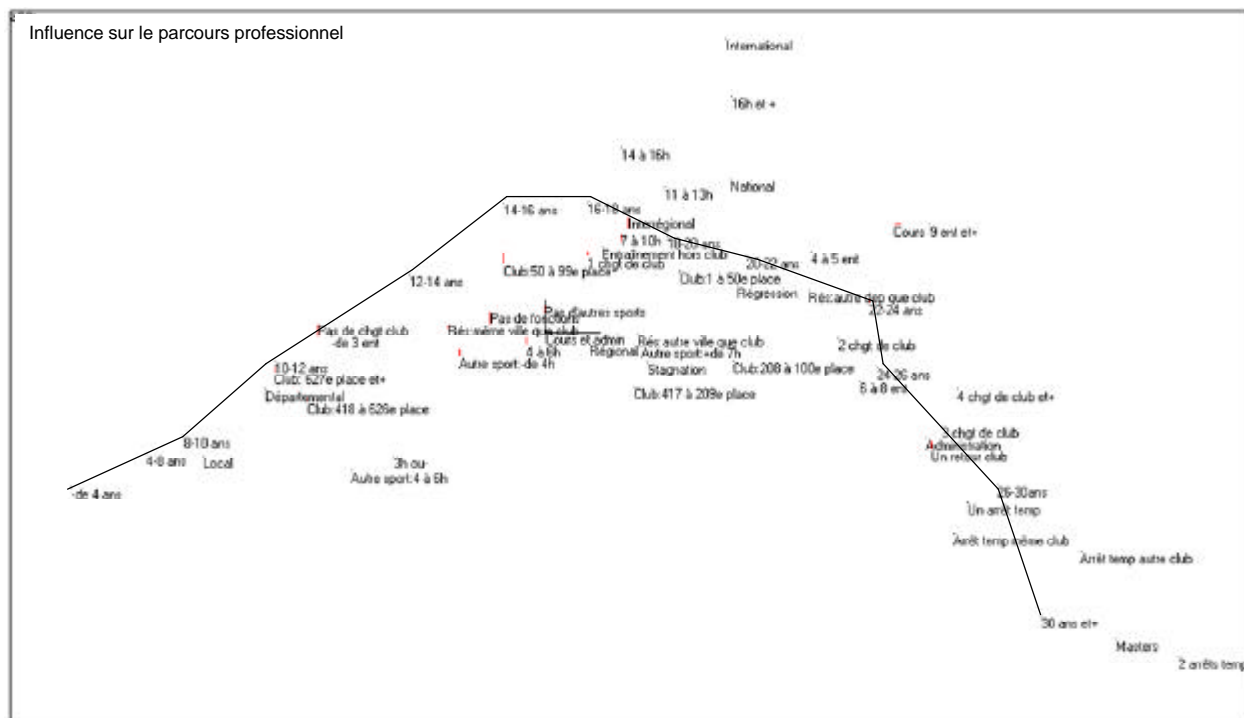 Influence sur le parcours professionnel
International
16h et +
14 à 16h
National
11 à 13h
14-16 ans
16-18 ans
Interrégional
Cours 9 ent et+
7 à 10h
18-20 ans
Entraînement hors club
1 chgt de club
20-22 ans
4 à 5 ent
Club:50 à 99e place
Club:1 à 50e place
12-14 ans
Régression
Rés:autre dep que club
22-24 ans
Pas d'autres sports
Pas de fonctions
Pas de chgt club
Rés:même ville que club
-de 3 ent
Cours et admin
Rés autre ville que club
2 chgt de club
4 à 6h
Régional
Autre sport:+de 7h
Autre sport:-de 4h
10-12 ans
Stagnation
Club:208 à 100e place
24-26 ans
Club: 627e place et+
6 à 8 ent
Départemental
Club:417 à 209e place
4 chgt de club et+
Club:418 à 626e place
3 chgt de club
8-10 ans
Administration
Un retour club
4-8 ans
Local
3h ou-
Autre sport:4 à 6h
-de 4 ans
26-30ans
Un arrêt temp
Arrêt temp même club
Arrêt temp autre club
30 ans et+
Masters
2 arrêts temp